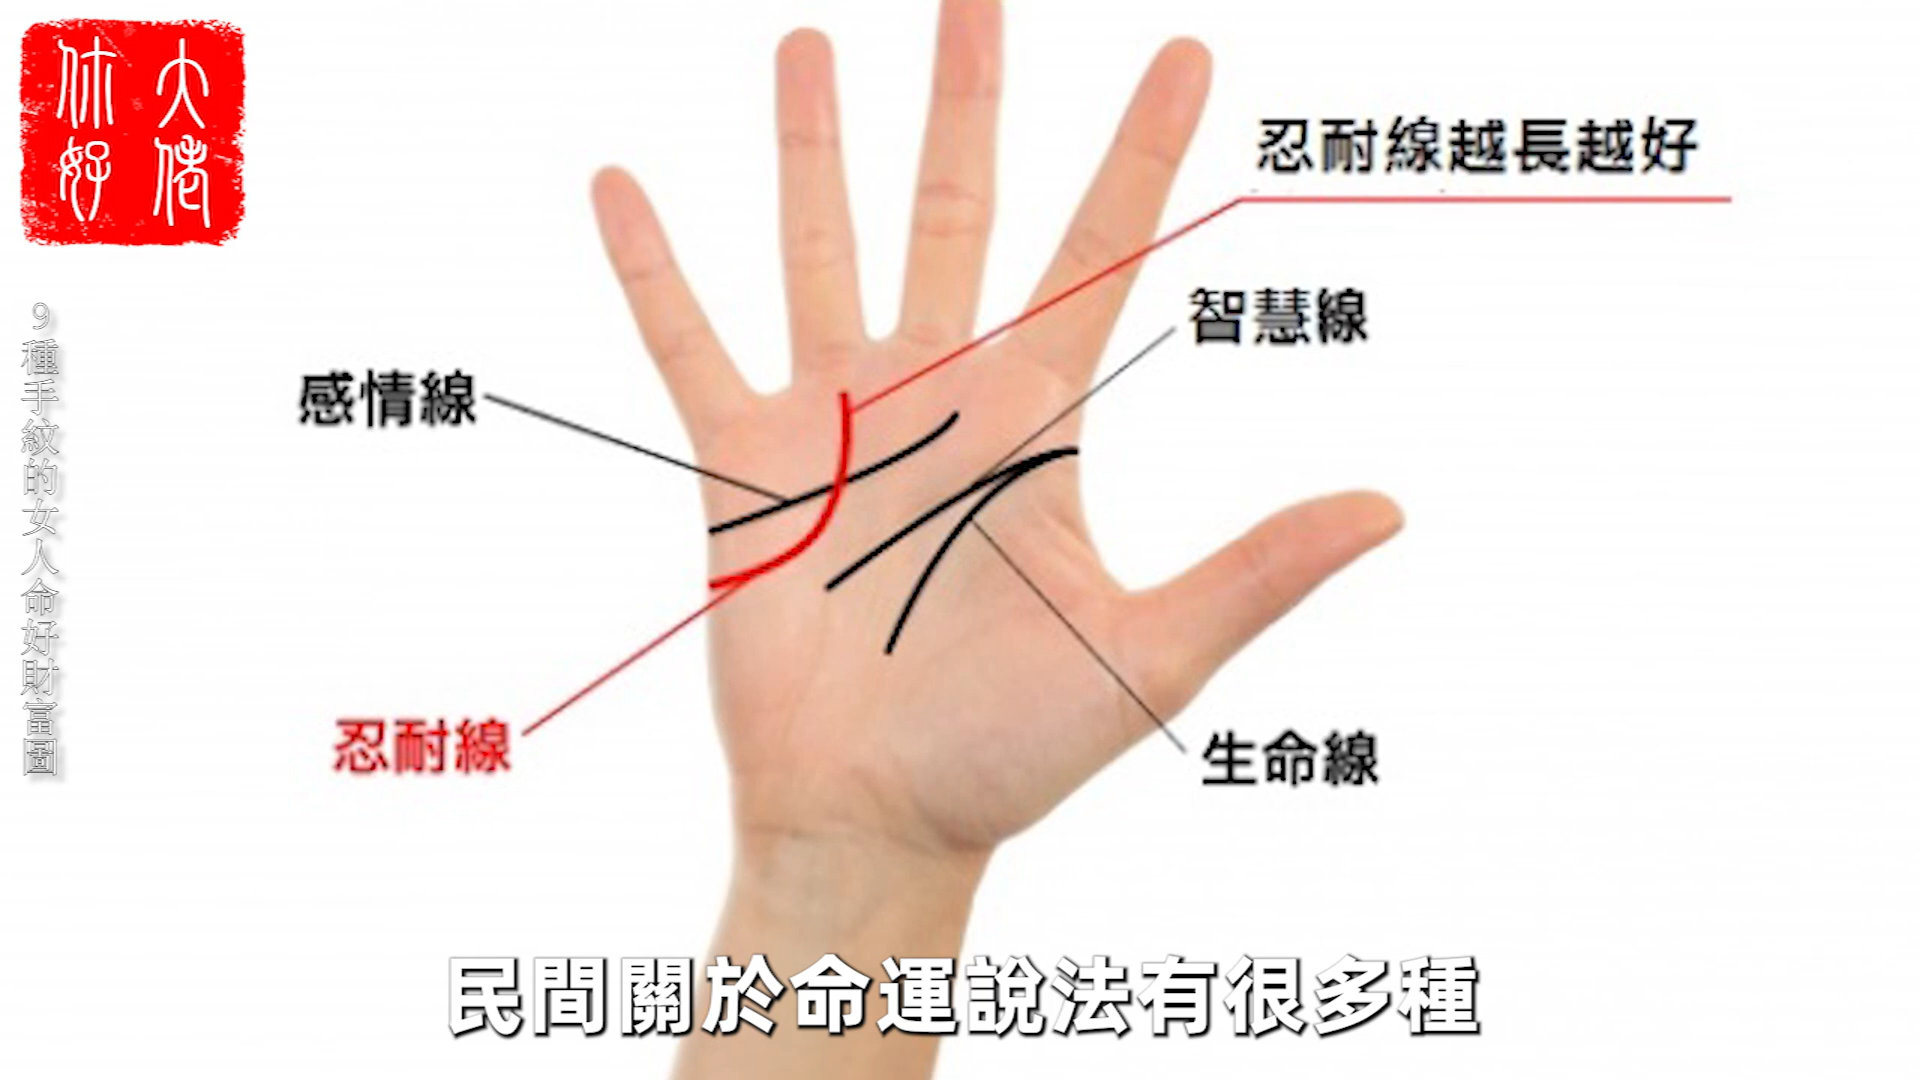 大佬
你好
9種手紋的女人命好財富圖
忍耐線越長越好
智慧線
感情線
忍耐線
生命線
民間關於命運說法有很多種